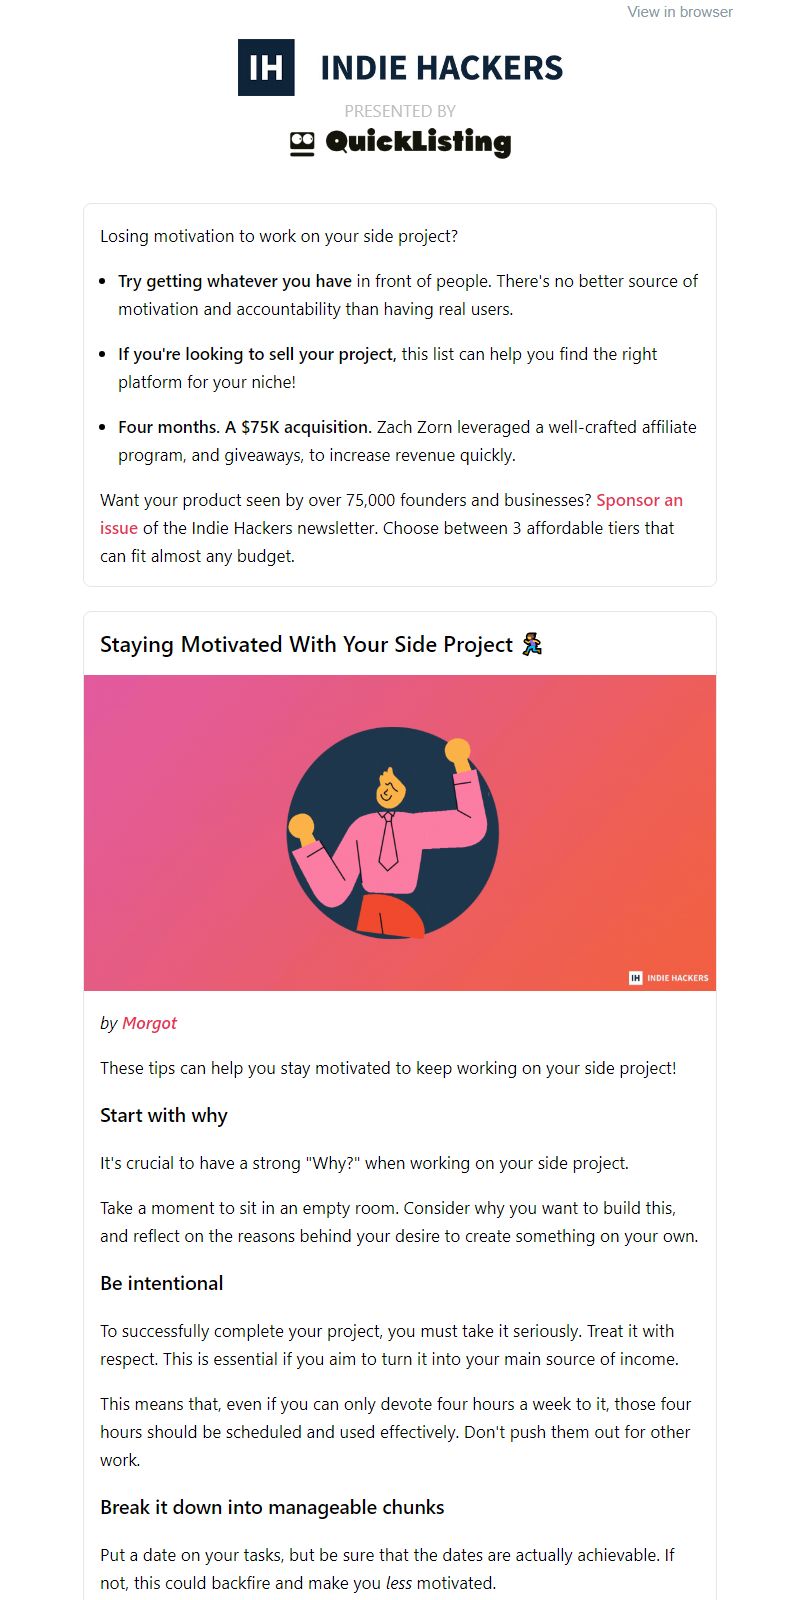 View in browser
IH INDIE HACKERS
PRESENTED BY
QuickListing
Losing motivation to work on your side project?
• Try getting whatever you have in front of people. There's no better source of
motivation and accountability than having real users.
• If you're looking to sell your project, this list can help you find the right
platform for your niche!
• Four months. A $75K acquisition. Zach Zorn leveraged a well-crafted affiliate
program, and giveaways, to increase revenue quickly.
Want your product seen by over 75,000 founders and businesses? Sponsor an
issue of the Indie Hackers newsletter. Choose between 3 affordable tiers that
can fit almost any budget.
Staying Motivated With Your Side Project 🏃
IH INDIE HACKERS
by Morgot
These tips can help you stay motivated to keep working on your side project!
Start with why
It's crucial to have a strong "Why?" when working on your side project.
Take a moment to sit in an empty room. Consider why you want to build this,
and reflect on the reasons behind your desire to create something on your own.
Be intentional
To successfully complete your project, you must take it seriously. Treat it with
respect. This is essential if you aim to turn it into your main source of income.
This means that, even if you can only devote four hours a week to it, those four
hours should be scheduled and used effectively. Don't push them out for other
work.
Break it down into manageable chunks
Put a date on your tasks, but be sure that the dates are actually achievable. If
not, this could backfire and make you less motivated.